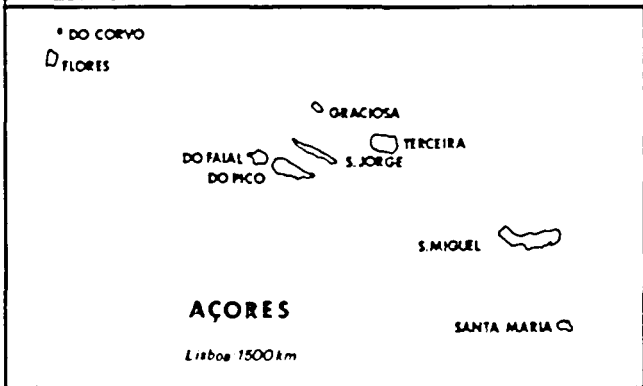 DO CORVO
FLORES
GRACIOSA
TERCEIRA
DO FAIAL
S. JORGE
DO PICO
S. MIGUEL
AÇORES
SANTA MARIA
Lisboa 1500 km